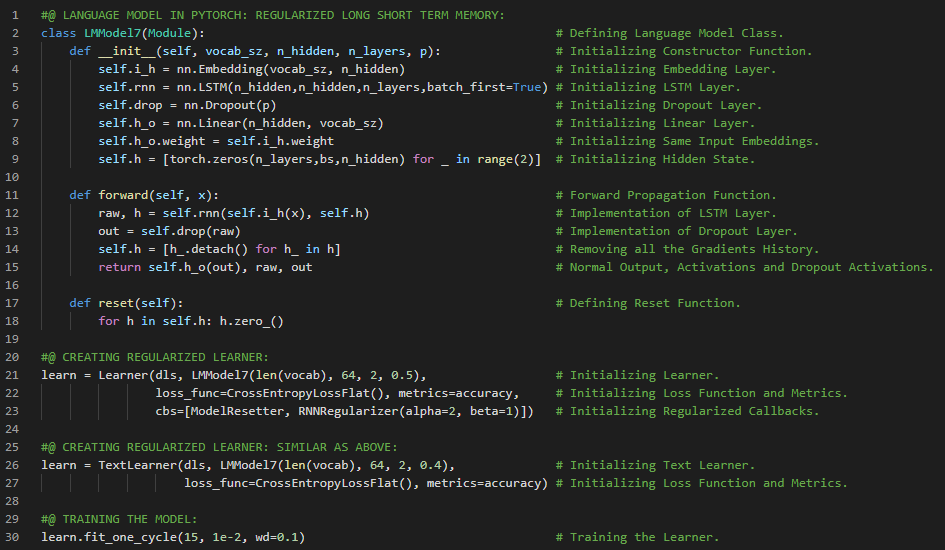 1 #@ LANGUAGE MODEL IN PYTORCH: REGULARIZED LONG SHORT TERM MEMORY:
2 class LMModel7(Module): # Defining Language Model Class.
3     def __init__(self, vocab_sz, n_hidden, n_layers, p): # Initializing Constructor Function.
4         self.i_h = nn.Embedding(vocab_sz, n_hidden) # Initializing Embedding Layer.
5         self.rnn = nn.LSTM(n_hidden,n_hidden,n_layers,batch_first=True) # Initializing LSTM Layer.
6         self.drop = nn.Dropout(p) # Initializing Dropout Layer.
7         self.h_o = nn.Linear(n_hidden, vocab_sz) # Initializing Linear Layer.
8         self.h_o.weight = self.i_h.weight # Initializing Same Input Embeddings.
9         self.h = [torch.zeros(n_layers,bs,n_hidden) for _ in range(2)] # Initializing Hidden State.
10
11     def forward(self, x): # Forward Propagation Function.
12         raw, h = self.rnn(self.i_h(x), self.h) # Implementation of LSTM Layer.
13         out = self.drop(raw) # Implementation of Dropout Layer.
14         self.h = [h_.detach() for h_ in h] # Removing all the Gradients History.
15         return self.h_o(out), raw, out # Normal Output, Activations and Dropout Activations.
16
17     def reset(self): # Defining Reset Function.
18         for h in self.h: h.zero_()
19
20 #@ CREATING REGULARIZED LEARNER:
21 learn = Learner(dls, LMModel7(len(vocab), 64, 2, 0.5), # Initializing Learner.
22                 loss_func=CrossEntropyLossFlat(), metrics=accuracy, # Initializing Loss Function and Metrics.
23                 cbs=[ModelResetter, RNNRegularizer(alpha=2, beta=1)]) # Initializing Regularized Callbacks.
24
25 #@ CREATING REGULARIZED LEARNER: SIMILAR AS ABOVE:
26 learn = TextLearner(dls, LMModel7(len(vocab), 64, 2, 0.4), # Initializing Text Learner.
27                     loss_func=CrossEntropyLossFlat(), metrics=accuracy) # Initializing Loss Function and Metrics.
28
29 #@ TRAINING THE MODEL:
30 learn.fit_one_cycle(15, 1e-2, wd=0.1) # Training the Learner.